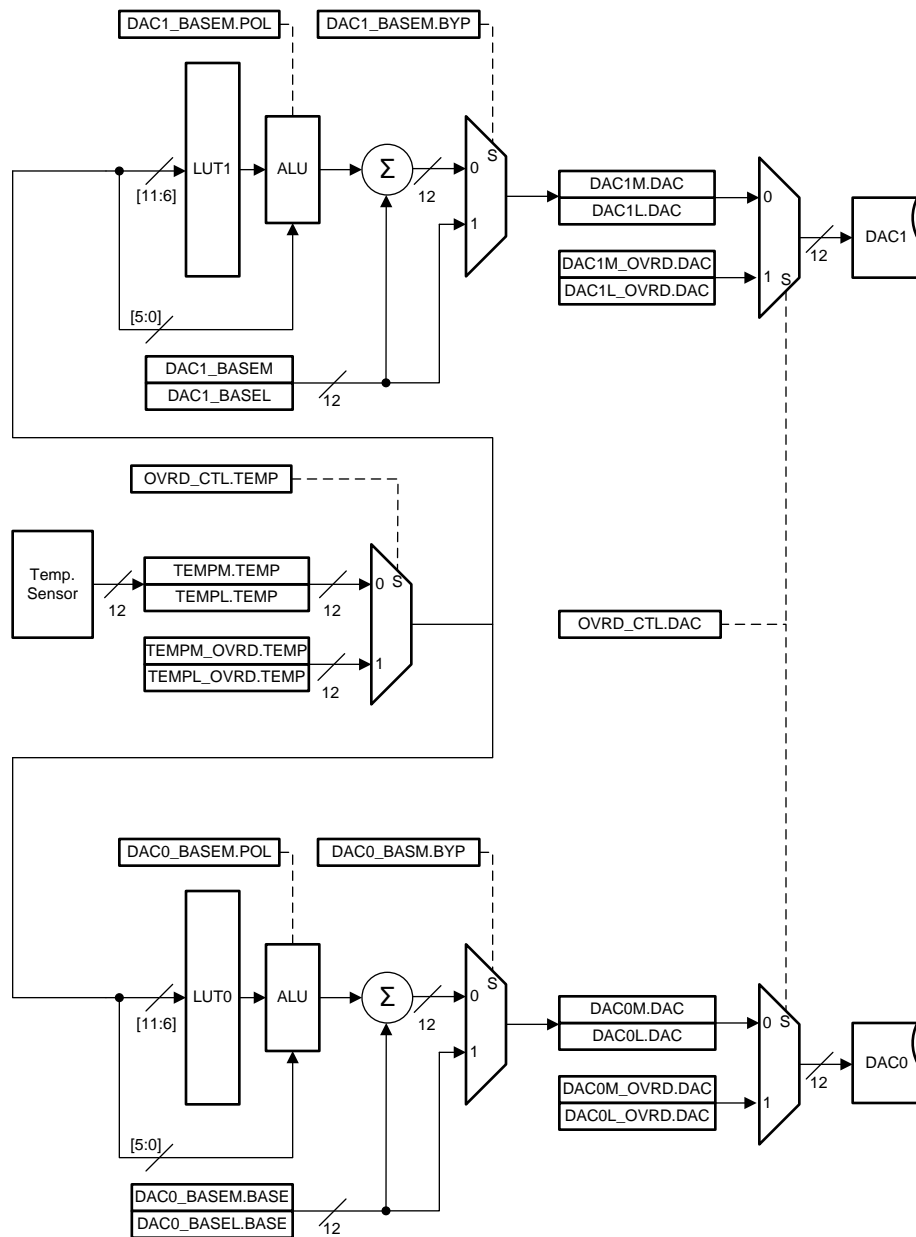 DAC1_BASEM.POL
DAC1_BASEM.BYP
LUT1
ALU
Σ
S
0
1
12
[11:6]
[5:0]
DAC1M.DAC
DAC1L.DAC
DAC1M_OVRD.DAC
DAC1L_OVRD.DAC
0
1
S
12
DAC1
DAC1_BASEM
DAC1_BASEL
12
OVRD_CTL.TEMP
Temp.
Sensor
12
TEMPM.TEMP
TEMPL.TEMP
12
TEMPM_OVRD.TEMP
TEMPL_OVRD.TEMP
12
0
S
1
OVRD_CTL.DAC
DAC0_BASEM.POL
DAC0_BASM.BYP
LUT0
ALU
Σ
S
0
1
12
[11:6]
[5:0]
DAC0M.DAC
DAC0L.DAC
DAC0M_OVRD.DAC
DAC0L_OVRD.DAC
0
S
1
12
DAC0
DAC0_BASEM.BASE
DAC0_BASEL.BASE
12